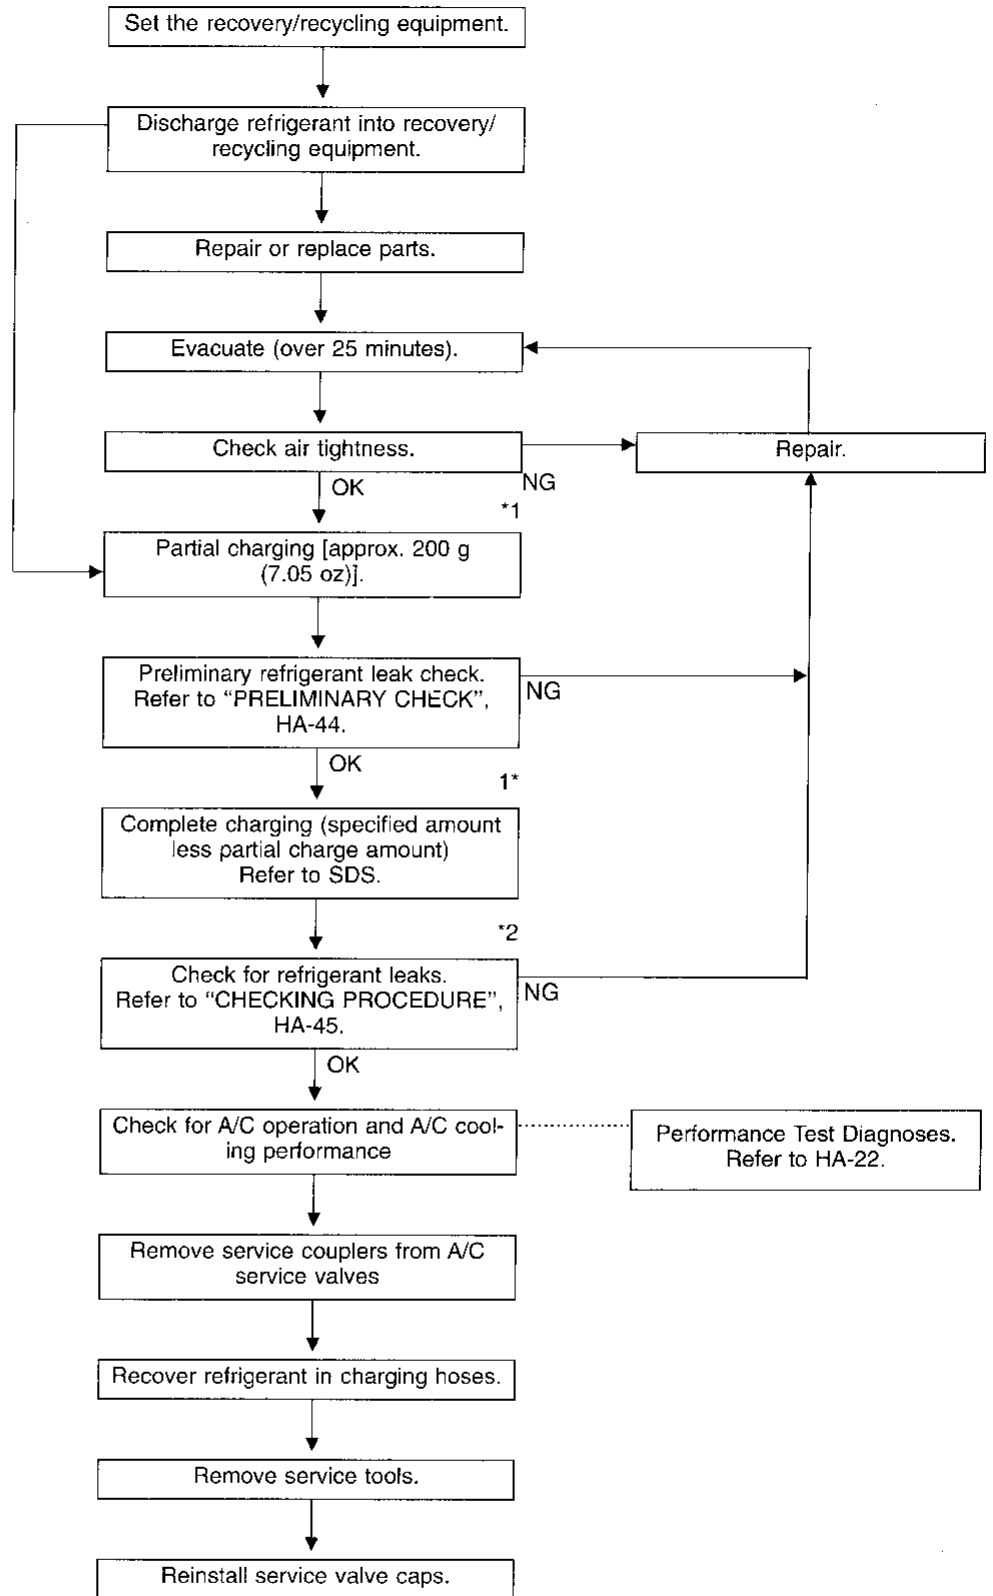 Set the recovery/recycling equipment.
Discharge refrigerant into recovery/
recycling equipment.
Repair or replace parts.
Evacuate (over 25 minutes).
Check air tightness.
Repair.
NG
OK
*1
Partial charging [approx. 200 g
(7.05 oz)].
Preliminary refrigerant leak check.
Refer to “PRELIMINARY CHECK”,
HA-44.
NG
OK
1*
Complete charging (specified amount
less partial charge amount)
Refer to SDS.
*2
Check for refrigerant leaks.
Refer to “CHECKING PROCEDURE”,
HA-45.
NG
OK
Check for A/C operation and A/C cool-
ing performance
Performance Test Diagnoses.
Refer to HA-22.
Remove service couplers from A/C
service valves
Recover refrigerant in charging hoses.
Remove service tools.
Reinstall service valve caps.